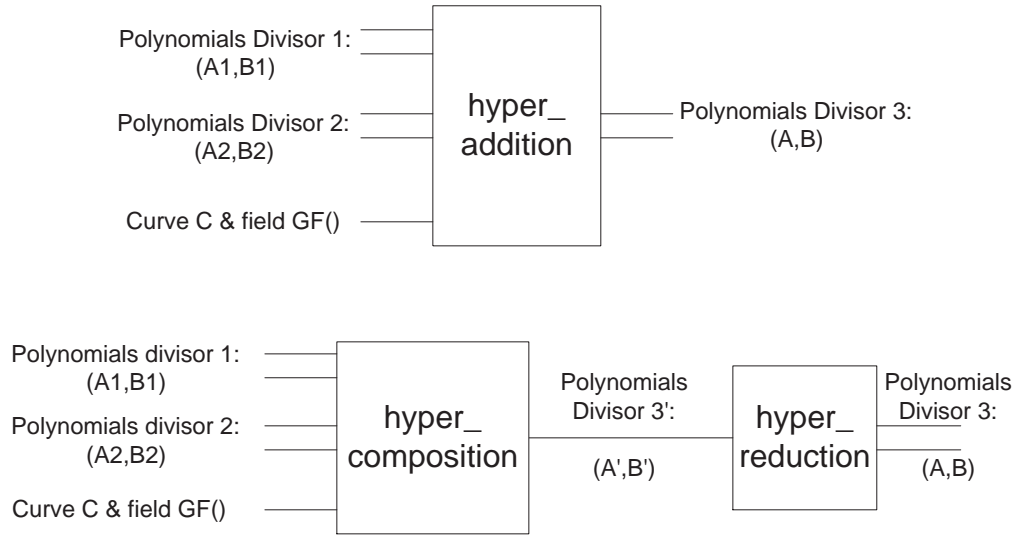 Polynomials Divisor 1:
(A1,B1)
Polynomials Divisor 2:
(A2,B2)
Curve C & field GF()
hyper_
addition
Polynomials Divisor 3:
(A,B)
Polynomials divisor 1:
(A1,B1)
Polynomials divisor 2:
(A2,B2)
Curve C & field GF()
hyper_
composition
Polynomials
Divisor 3':
(A',B')
hyper_
reduction
Polynomials
Divisor 3:
(A,B)